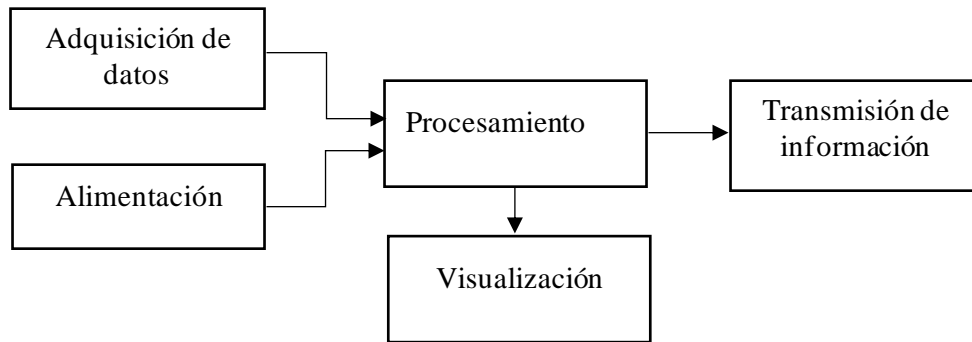 Adquisición de
datos
Alimentación
Procesamiento
Visualización
Transmisión de
información